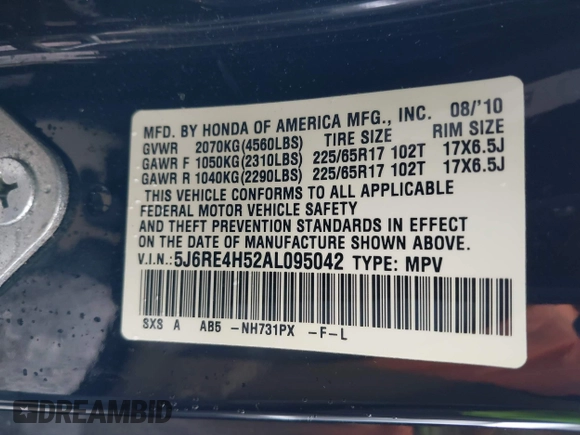 MFD. BY HONDA OF AMERICA MFG., INC. 08/'10
GVWR 2070KG(4560LBS) TIRE SIZE RIM SIZE
GAWR F 1050KG(2310LBS) 225/65R17 102T 17X6.5J
GAWR R 1040KG(2290LBS) 225/65R17 102T 17X6.5J
THIS VEHICLE CONFORMS TO ALL APPLICABLE
FEDERAL MOTOR VEHICLE SAFETY
AND THEFT PREVENTION STANDARDS IN EFFECT
ON THE DATE OF MANUFACTURE SHOWN ABOVE.
V.I.N.: 5J6RE4H52AL095042 TYPE: MPV
SXS A AB5 -NH731PX -F-L
DREAMBID